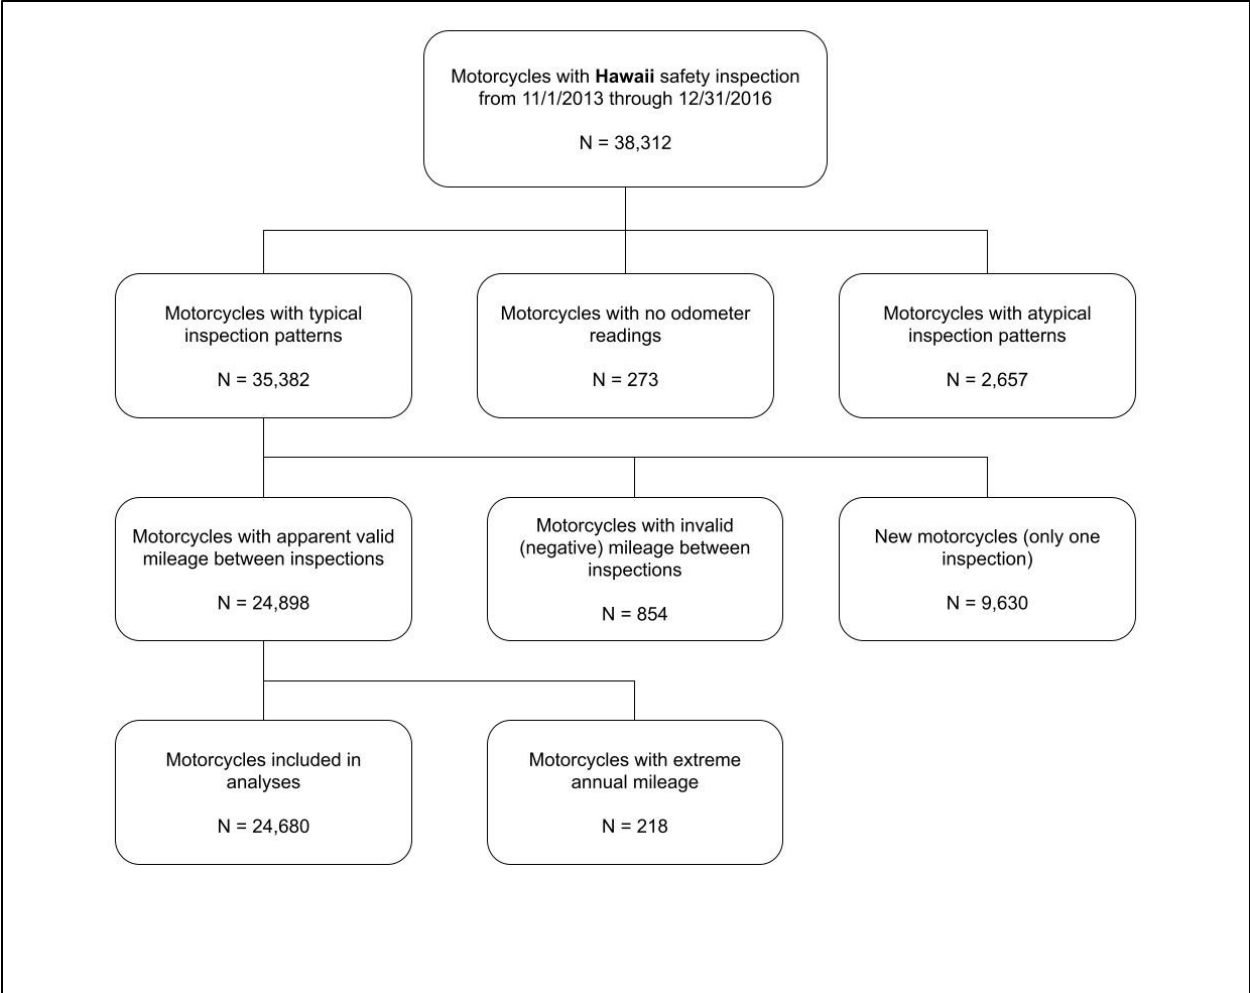 Motorcycles with Hawaii safety inspection
from 11/1/2013 through 12/31/2016
N = 38,312
Motorcycles with typical
inspection patterns
N = 35,382
Motorcycles with no odometer
readings
N = 273
Motorcycles with atypical
inspection patterns
N = 2,657
Motorcycles with apparent valid
mileage between inspections
N = 24,898
Motorcycles with invalid
(negative) mileage between
inspections
N = 854
New motorcycles (only one
inspection)
N = 9,630
Motorcycles included in
analyses
N = 24,680
Motorcycles with extreme
annual mileage
N = 218